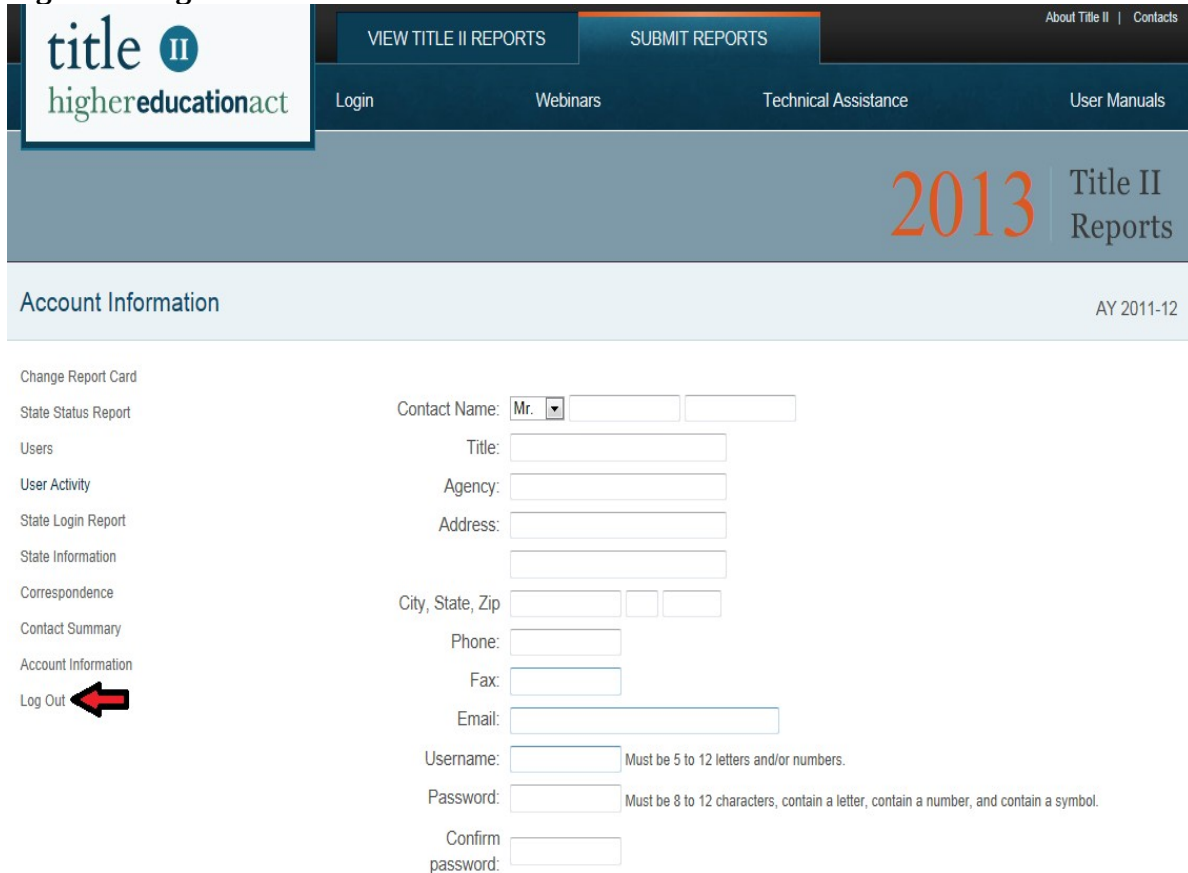 title II
highereducationact
VIEW TITLE II REPORTS
SUBMIT REPORTS
About Title II | Contacts
Login
Webinars
Technical Assistance
User Manuals
2013
Title II
Reports
Account Information
AY 2011-12
Change Report Card
State Status Report
Users
User Activity
State Login Report
State Information
Correspondence
Contact Summary
Account Information
Log Out
Contact Name: Mr.
Title:
Agency:
Address:
City, State, Zip
Phone:
Fax:
Email:
Username: Must be 5 to 12 letters and/or numbers.
Password: Must be 8 to 12 characters, contain a letter, contain a number, and contain a symbol.
Confirm
password: